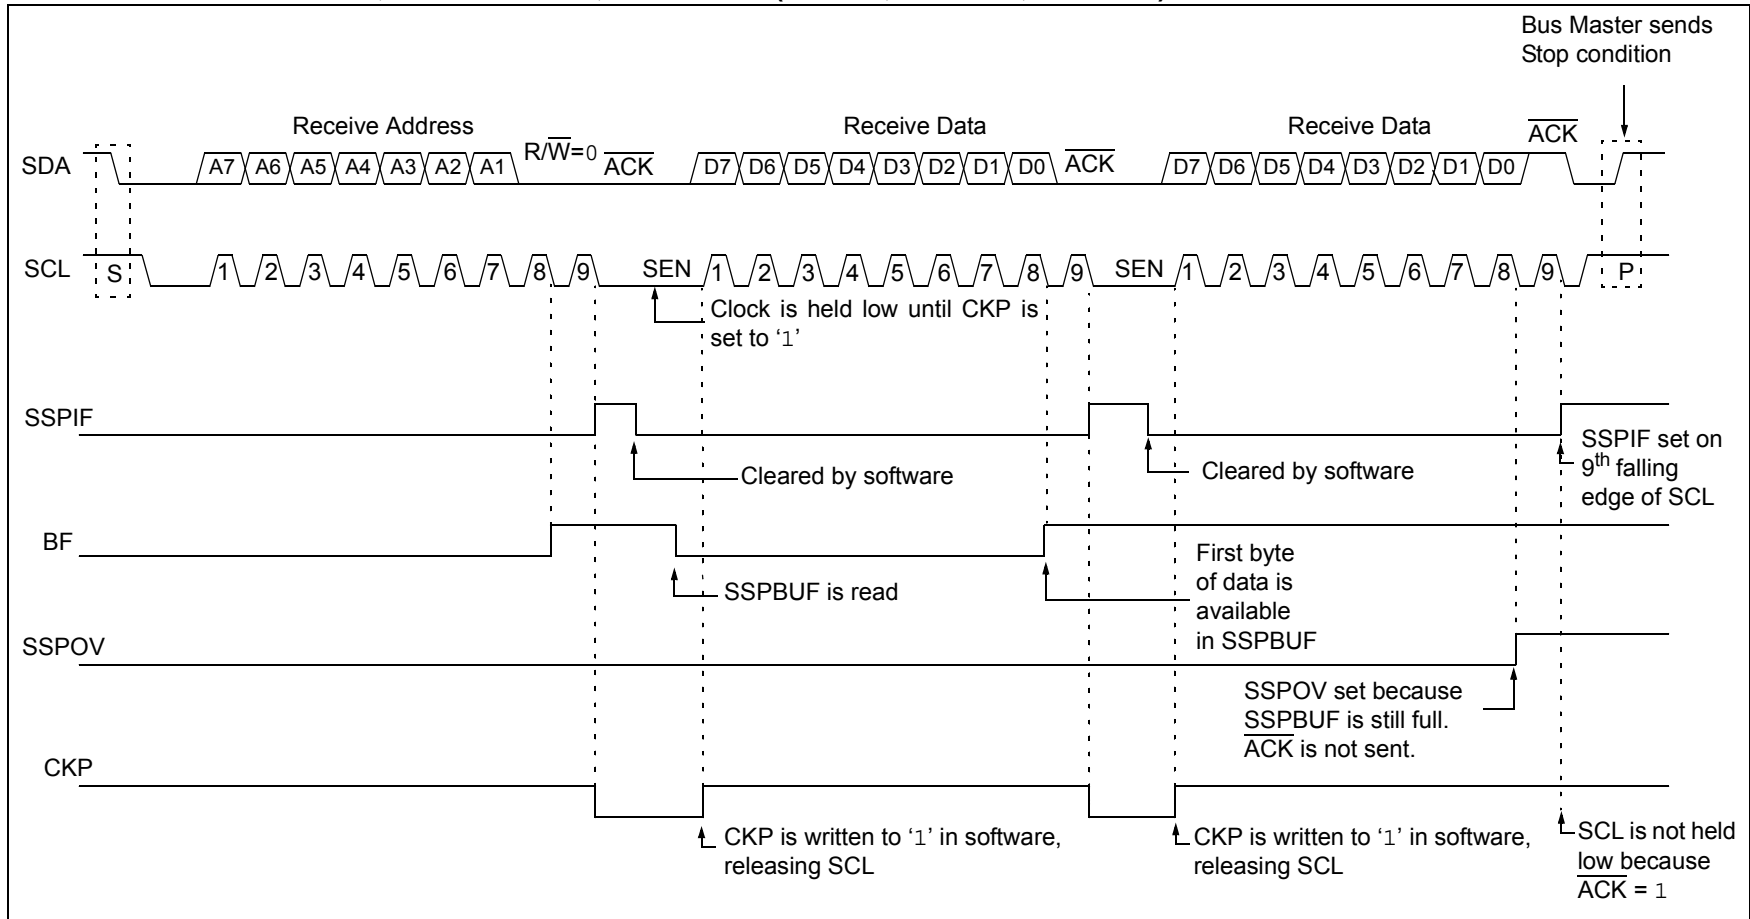 Bus Master sends
Stop condition
Receive Address
Receive Data
Receive Data
ACK
SDA
A7 A6 A5 A4 A3 A2 A1 R/W=0 ACK D7 D6 D5 D4 D3 D2 D1 D0 ACK D7 D6 D5 D4 D3 D2 D1 D0
SCL S 1 2 3 4 5 6 7 8 9 SEN 1 2 3 4 5 6 7 8 9 SEN 1 2 3 4 5 6 7 8 9 P
Clock is held low until CKP is
set to ‘1’
SSPIF
Cleared by software
Cleared by software
SSPIF set on
9th falling
edge of SCL
BF
SSPBUF is read
First byte
of data is
available
in SSPBUF
SSPOV
SSPOV set because
SSPBUF is still full.
ACK is not sent.
CKP
CKP is written to ‘1’ in software,
releasing SCL
CKP is written to ‘1’ in software,
releasing SCL
SCL is not held
low because
ACK = 1